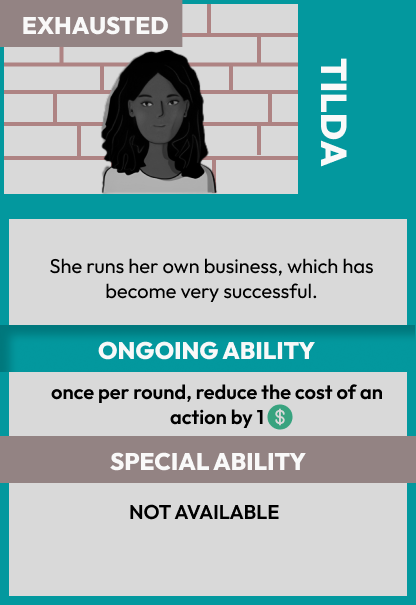 EXHAUSTED
TILDA
She runs her own business, which has
become very successful.
ONGOING ABILITY
once per round, reduce the cost of an
action by 1 $
SPECIAL ABILITY
NOT AVAILABLE